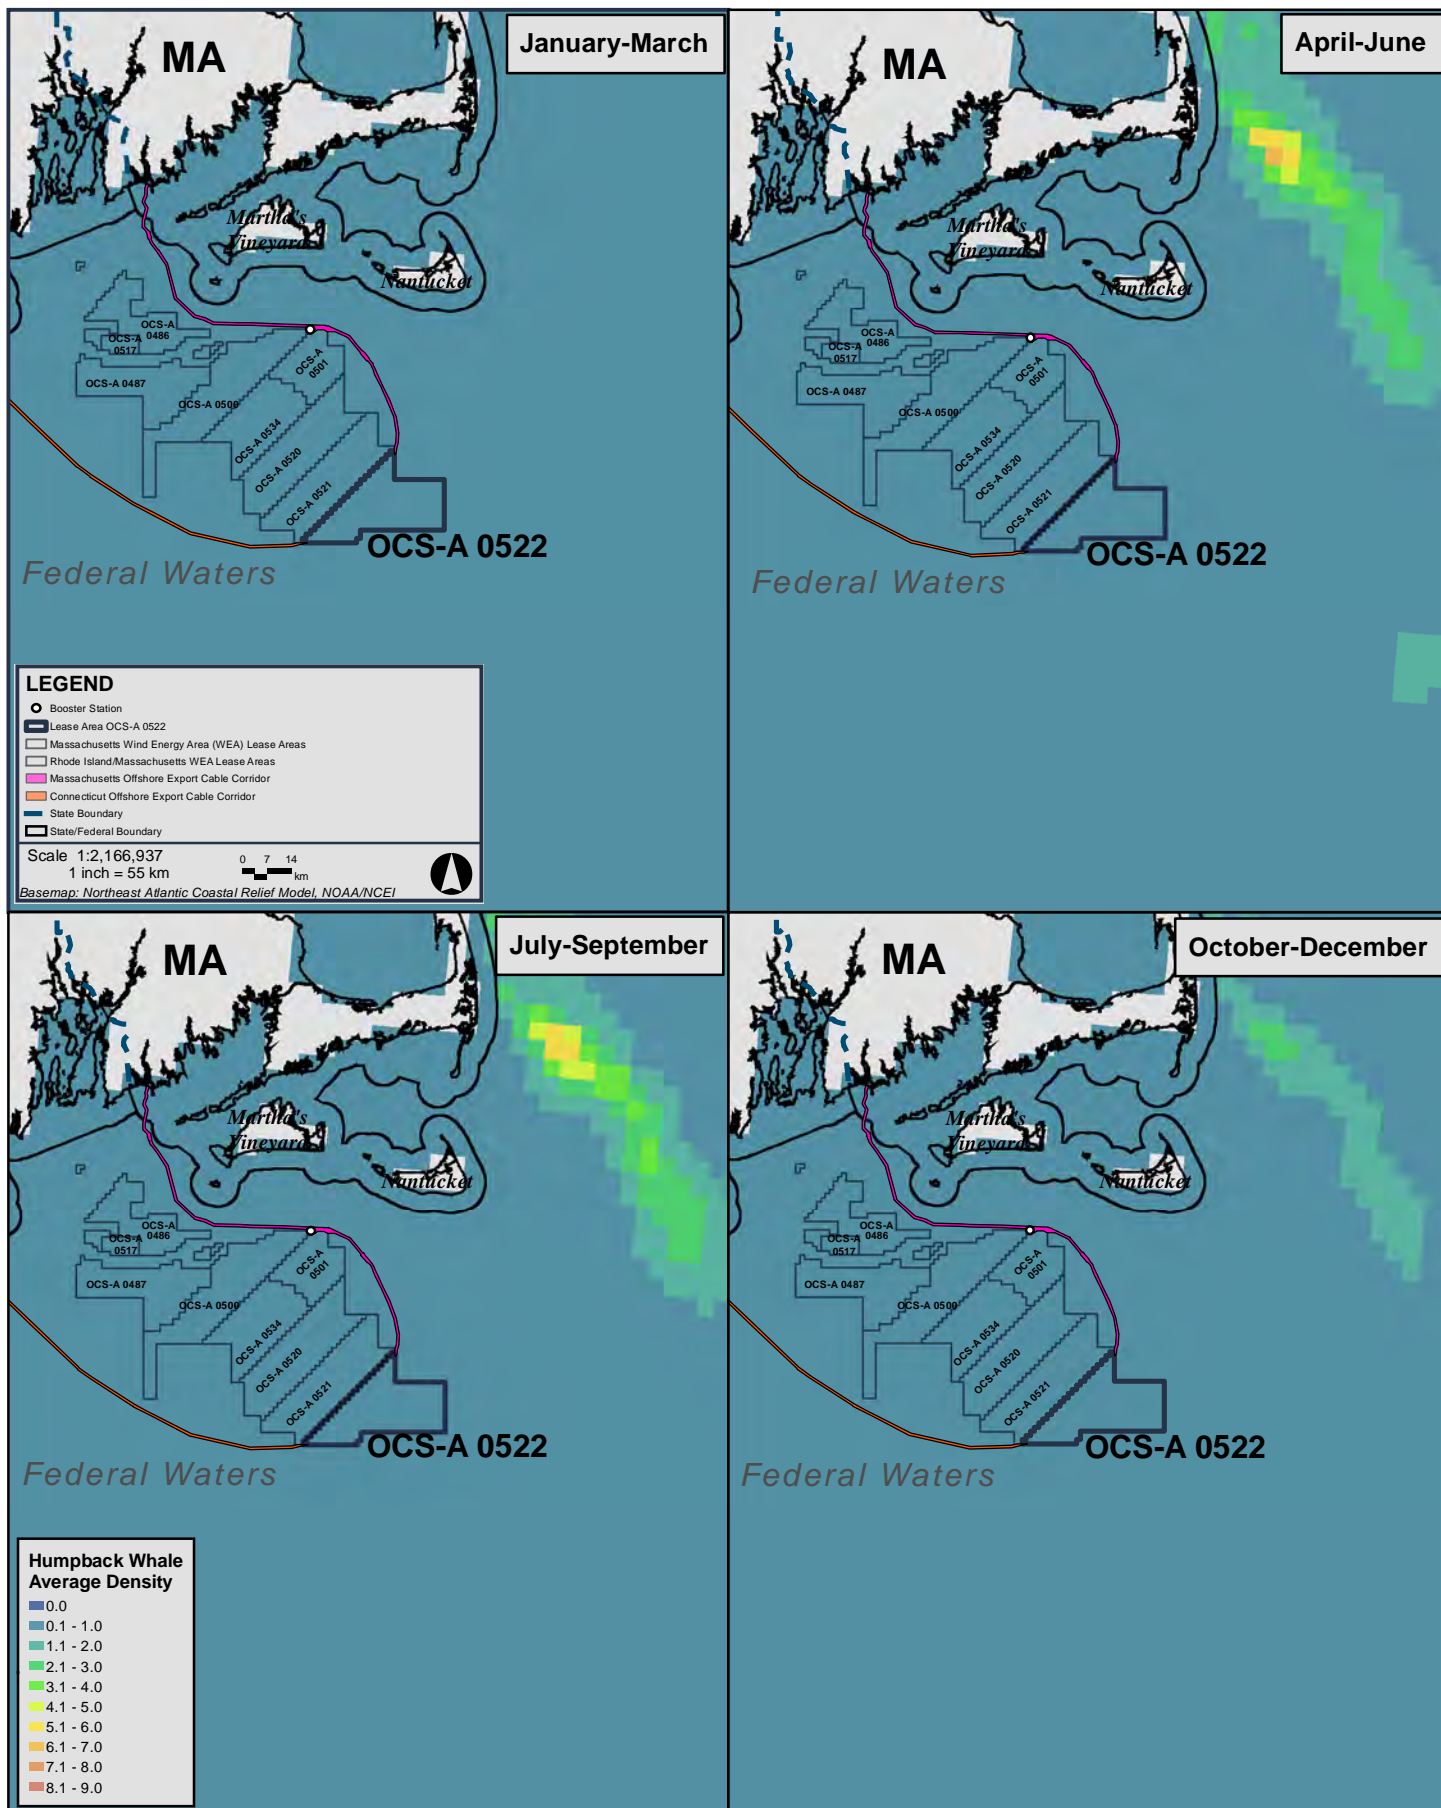 January-March
MA
Martha's
Vineyard
Nantucket
OCS-A
0486
OCS-A
0517
OCS-A 0487
OCS-A 0500
OCS-A
0501
OCS-A 0534
OCS-A 0520
OCS-A 0521
OCS-A 0522
Federal Waters
LEGEND
Booster Station
Lease Area OCS-A 0522
Massachusetts Wind Energy Area (WEA) Lease Areas
Rhode Island/Massachusetts WEA Lease Areas
Massachusetts Offshore Export Cable Corridor
Connecticut Offshore Export Cable Corridor
State Boundary
State/Federal Boundary
Scale 1:2,166,937
1 inch = 55 km
0 7 14
km
Basemap: Northeast Atlantic Coastal Relief Model, NOAA/NCEI
April-June
MA
Martha's
Vineyard
Nantucket
OCS-A
0486
OCS-A
0517
OCS-A 0487
OCS-A 0500
OCS-A
0501
OCS-A 0534
OCS-A 0520
OCS-A 0521
OCS-A 0522
Federal Waters
July-September
MA
Martha's
Vineyard
Nantucket
OCS-A
0486
OCS-A
0517
OCS-A 0487
OCS-A 0500
OCS-A
0501
OCS-A 0534
OCS-A 0520
OCS-A 0521
OCS-A 0522
Federal Waters
Humpback Whale
Average Density
0.0
0.1 - 1.0
1.1 - 2.0
2.1 - 3.0
3.1 - 4.0
4.1 - 5.0
5.1 - 6.0
6.1 - 7.0
7.1 - 8.0
8.1 - 9.0
October-December
MA
Martha's
Vineyard
Nantucket
OCS-A
0486
OCS-A
0517
OCS-A 0487
OCS-A 0500
OCS-A
0501
OCS-A 0534
OCS-A 0520
OCS-A 0521
OCS-A 0522
Federal Waters